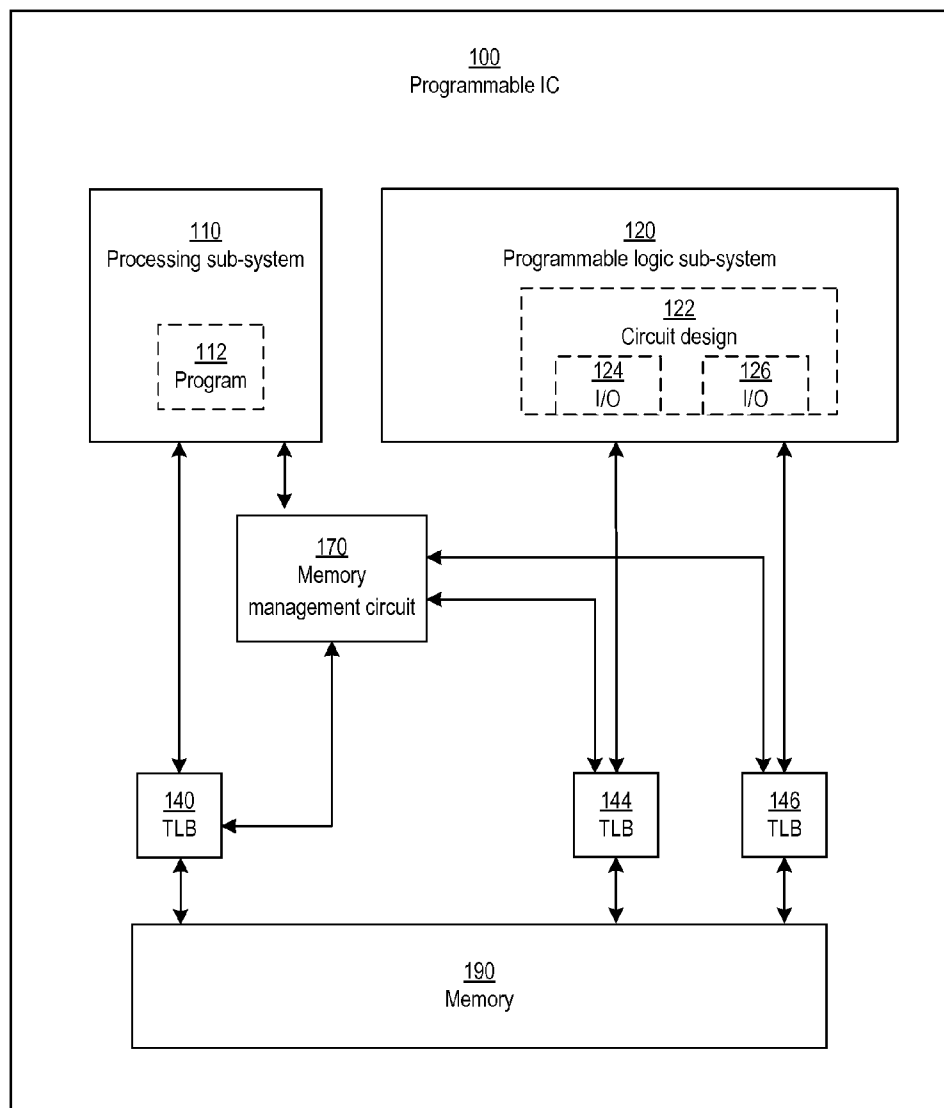 100
Programmable IC
110
Processing sub-system
112
Program
120
Programmable logic sub-system
122
Circuit design
124
I/O
126
I/O
170
Memory
management circuit
140
TLB
144
TLB
146
TLB
190
Memory